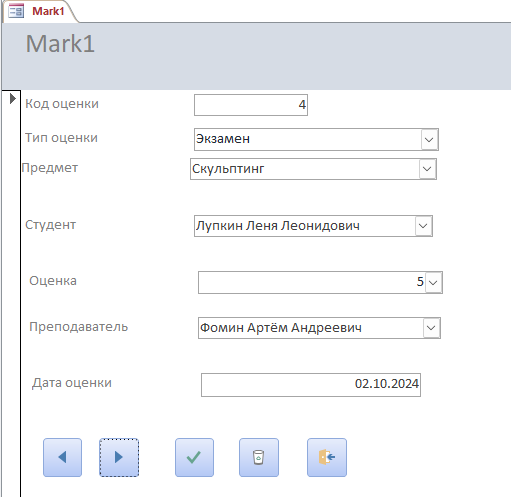 Mark1
Mark1
Код оценки 4
Тип оценки Экзамен
Предмет Скульптинг
Студент Лупкин Леня Леонидович
Оценка 5
Преподаватель Фомин Артём Андреевич
Дата оценки 02.10.2024